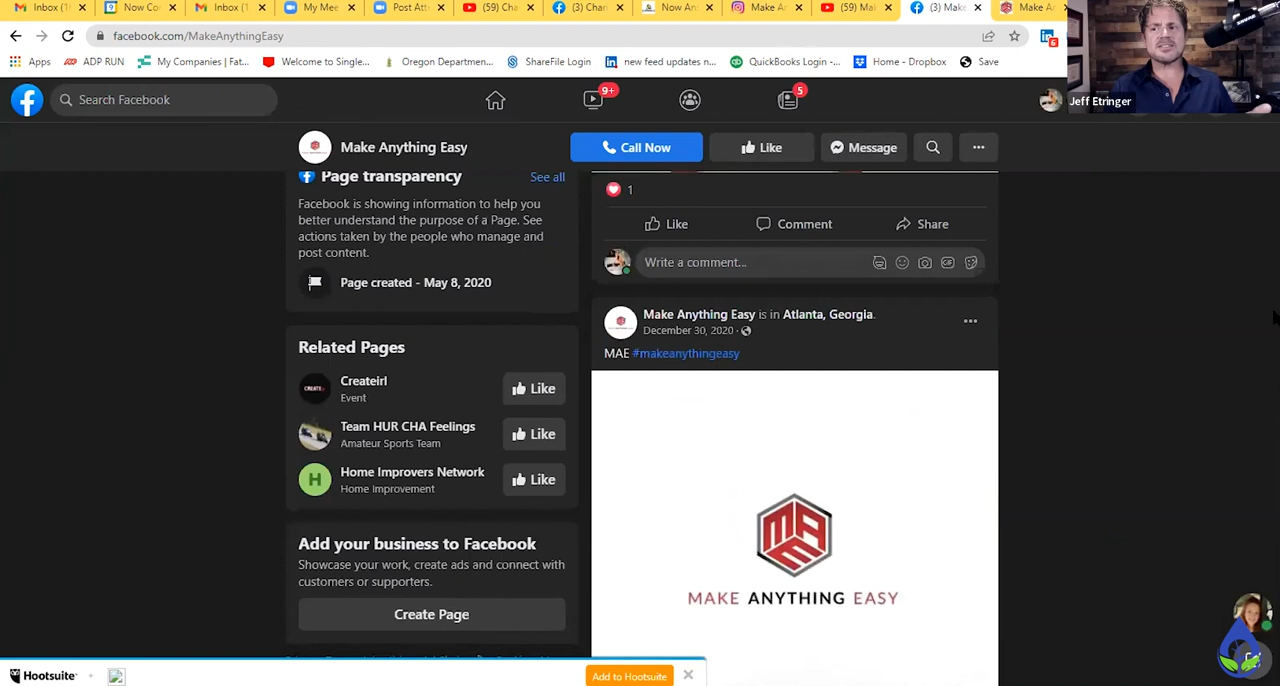 Inbox (1
Now Co
Inbox (
My Mee
Post Att
(59) Cha
(3) Chan
Now An
Make An
(59) Ma
(3) Make
Make An
facebook.com/MakeAnythingEasy
6
Apps
ADP RUN
My Companies | Fat...
Welcome to Single...
Oregon Departmen...
ShareFile Login
new feed updates n...
QuickBooks Login -...
Home - Dropbox
Save
Jeff Etringer
SHURE
Search Facebook
9+
5
Make Anything Easy
Call Now
Like
Message
Page transparency
See all
Facebook is showing information to help you
better understand the purpose of a Page. See
actions taken by the people who manage and
post content.
Page created - May 8, 2020
Related Pages
Createirl
Event
Like
Team HUR CHA Feelings
Amateur Sports Team
Like
H
Home Improvers Network
Home Improvement
Like
Add your business to Facebook
Showcase your work, create ads and connect with
customers or supporters.
Create Page
1
Like
Comment
Share
Write a comment...
GIF
Make Anything Easy is in Atlanta, Georgia.
December 30, 2020
MAE #makeanythingeasy
MAE
MAKE ANYTHING EASY
Hootsuite
Add to Hootsuite